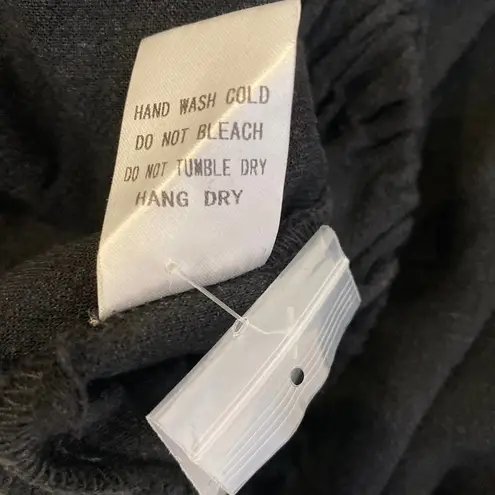 HAND WASH COLD
DO NOT BLEACH
DO NOT TUMBLE DRY
HANG DRY